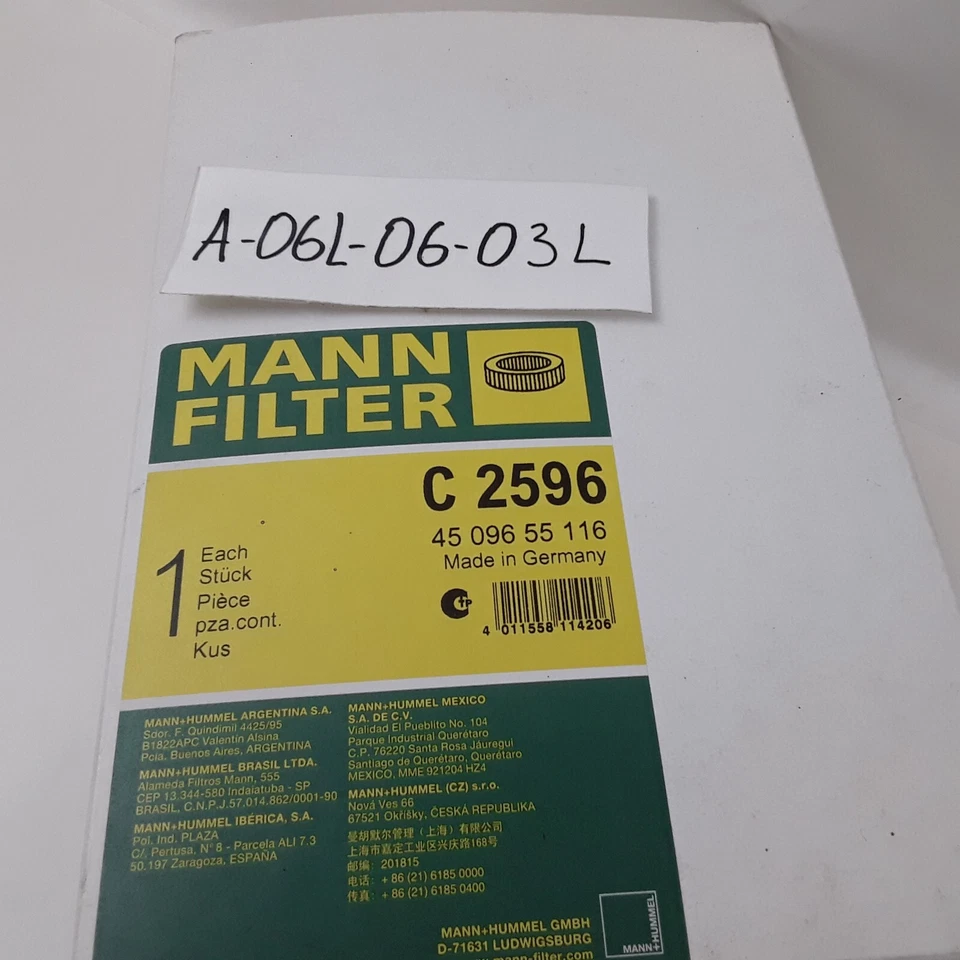 A-06L-06-03L
MANN
FILTER
C 2596
45 096 55 116
Made in Germany
1
Each
Stück
Pièce
pza.cont.
Kus
4 011558 114206
MANN+HUMMEL ARGENTINA S.A.
Sdor. F. Quindimil 4425/95
B1822APC Valentín Alsina
Pcia. Buenos Aires, ARGENTINA
MANN+HUMMEL BRASIL LTDA.
Alameda Filtros Mann, 555
CEP 13.344-580 Indaiatuba - SP
BRASIL, C.N.P.J.57.014.862/0001-90
MANN+HUMMEL IBÉRICA, S.A.
Pol. Ind. PLAZA
C/. Pertusa, N° 8 - Parcela ALI 7.3
50.197 Zaragoza, ESPAÑA
MANN+HUMMEL MEXICO
S.A. DE C.V.
Vialidad El Pueblito No. 104
Parque Industrial Querétaro
C.P. 76220 Santa Rosa Jáuregui
Santiago de Querétaro, Querétaro
MEXICO, MME 921204 HZ4
MANN+HUMMEL (CZ) s.r.o.
Nová Ves 66
67521 Okříšky, ČESKÁ REPUBLIKA
曼胡默尔管理（上海）有限公司
上海市嘉定工业区兴庆路168号
邮编: 201815
电话: + 86 (21) 6185 0000
传真: + 86 (21) 6185 0400
MANN+HUMMEL GMBH
D-71631 LUDWIGSBURG
mann-filter.com
MANN+HUMMEL